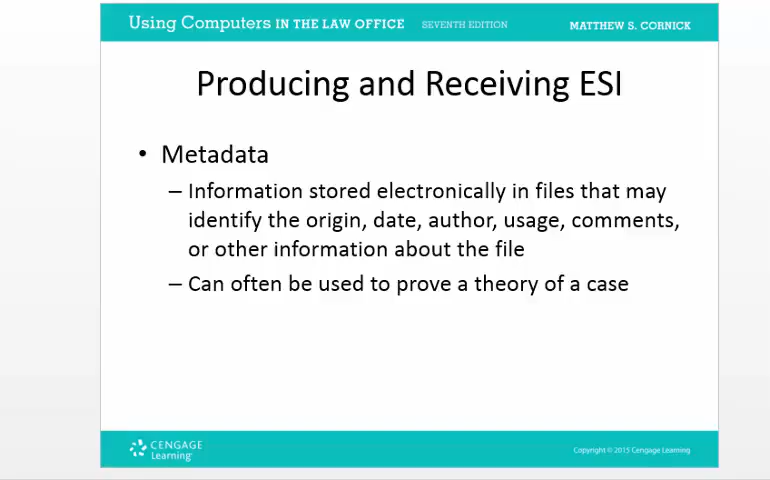 Using Computers IN THE LAW OFFICE SEVENTH EDITION MATTHEW S. CORNICK
Producing and Receiving ESI
• Metadata
– Information stored electronically in files that may
identify the origin, date, author, usage, comments,
or other information about the file
– Can often be used to prove a theory of a case
CENGAGE
Learning
Copyright © 2015 Cengage Learning